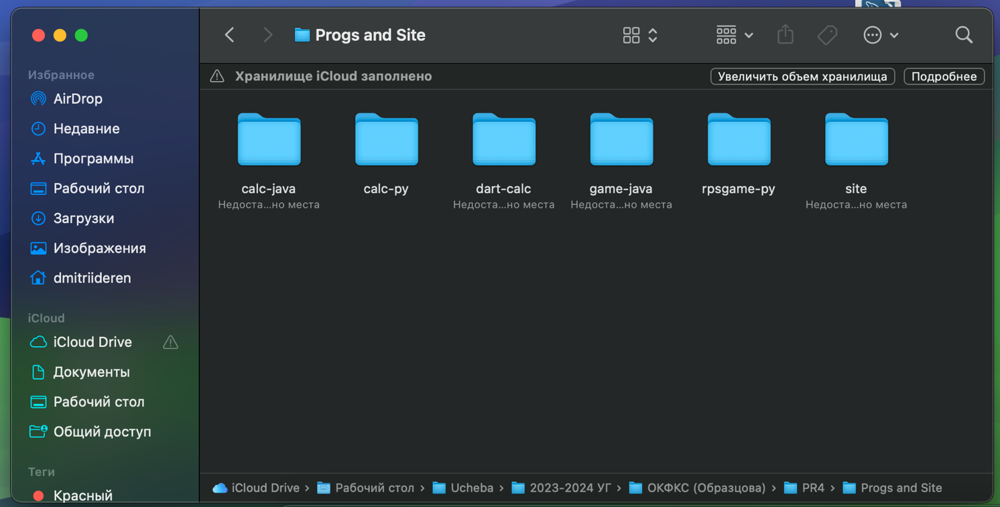 Progs and Site
Избранное
AirDrop
Недавние
Программы
Рабочий стол
Загрузки
Изображения
dmitriideren
iCloud
iCloud Drive
Документы
Рабочий стол
Общий доступ
Теги
Красный
Хранилище iCloud заполнено
Увеличить объем хранилища
Подробнее
calc-java
Недоста...но места
calc-py
dart-calc
Недоста...но места
game-java
Недоста...но места
rpsgame-py
site
Недоста...но места
iCloud Drive › Рабочий стол › Ucheba › 2023-2024 УГ › ОКФКС (Образцова) › PR4 › Progs and Site